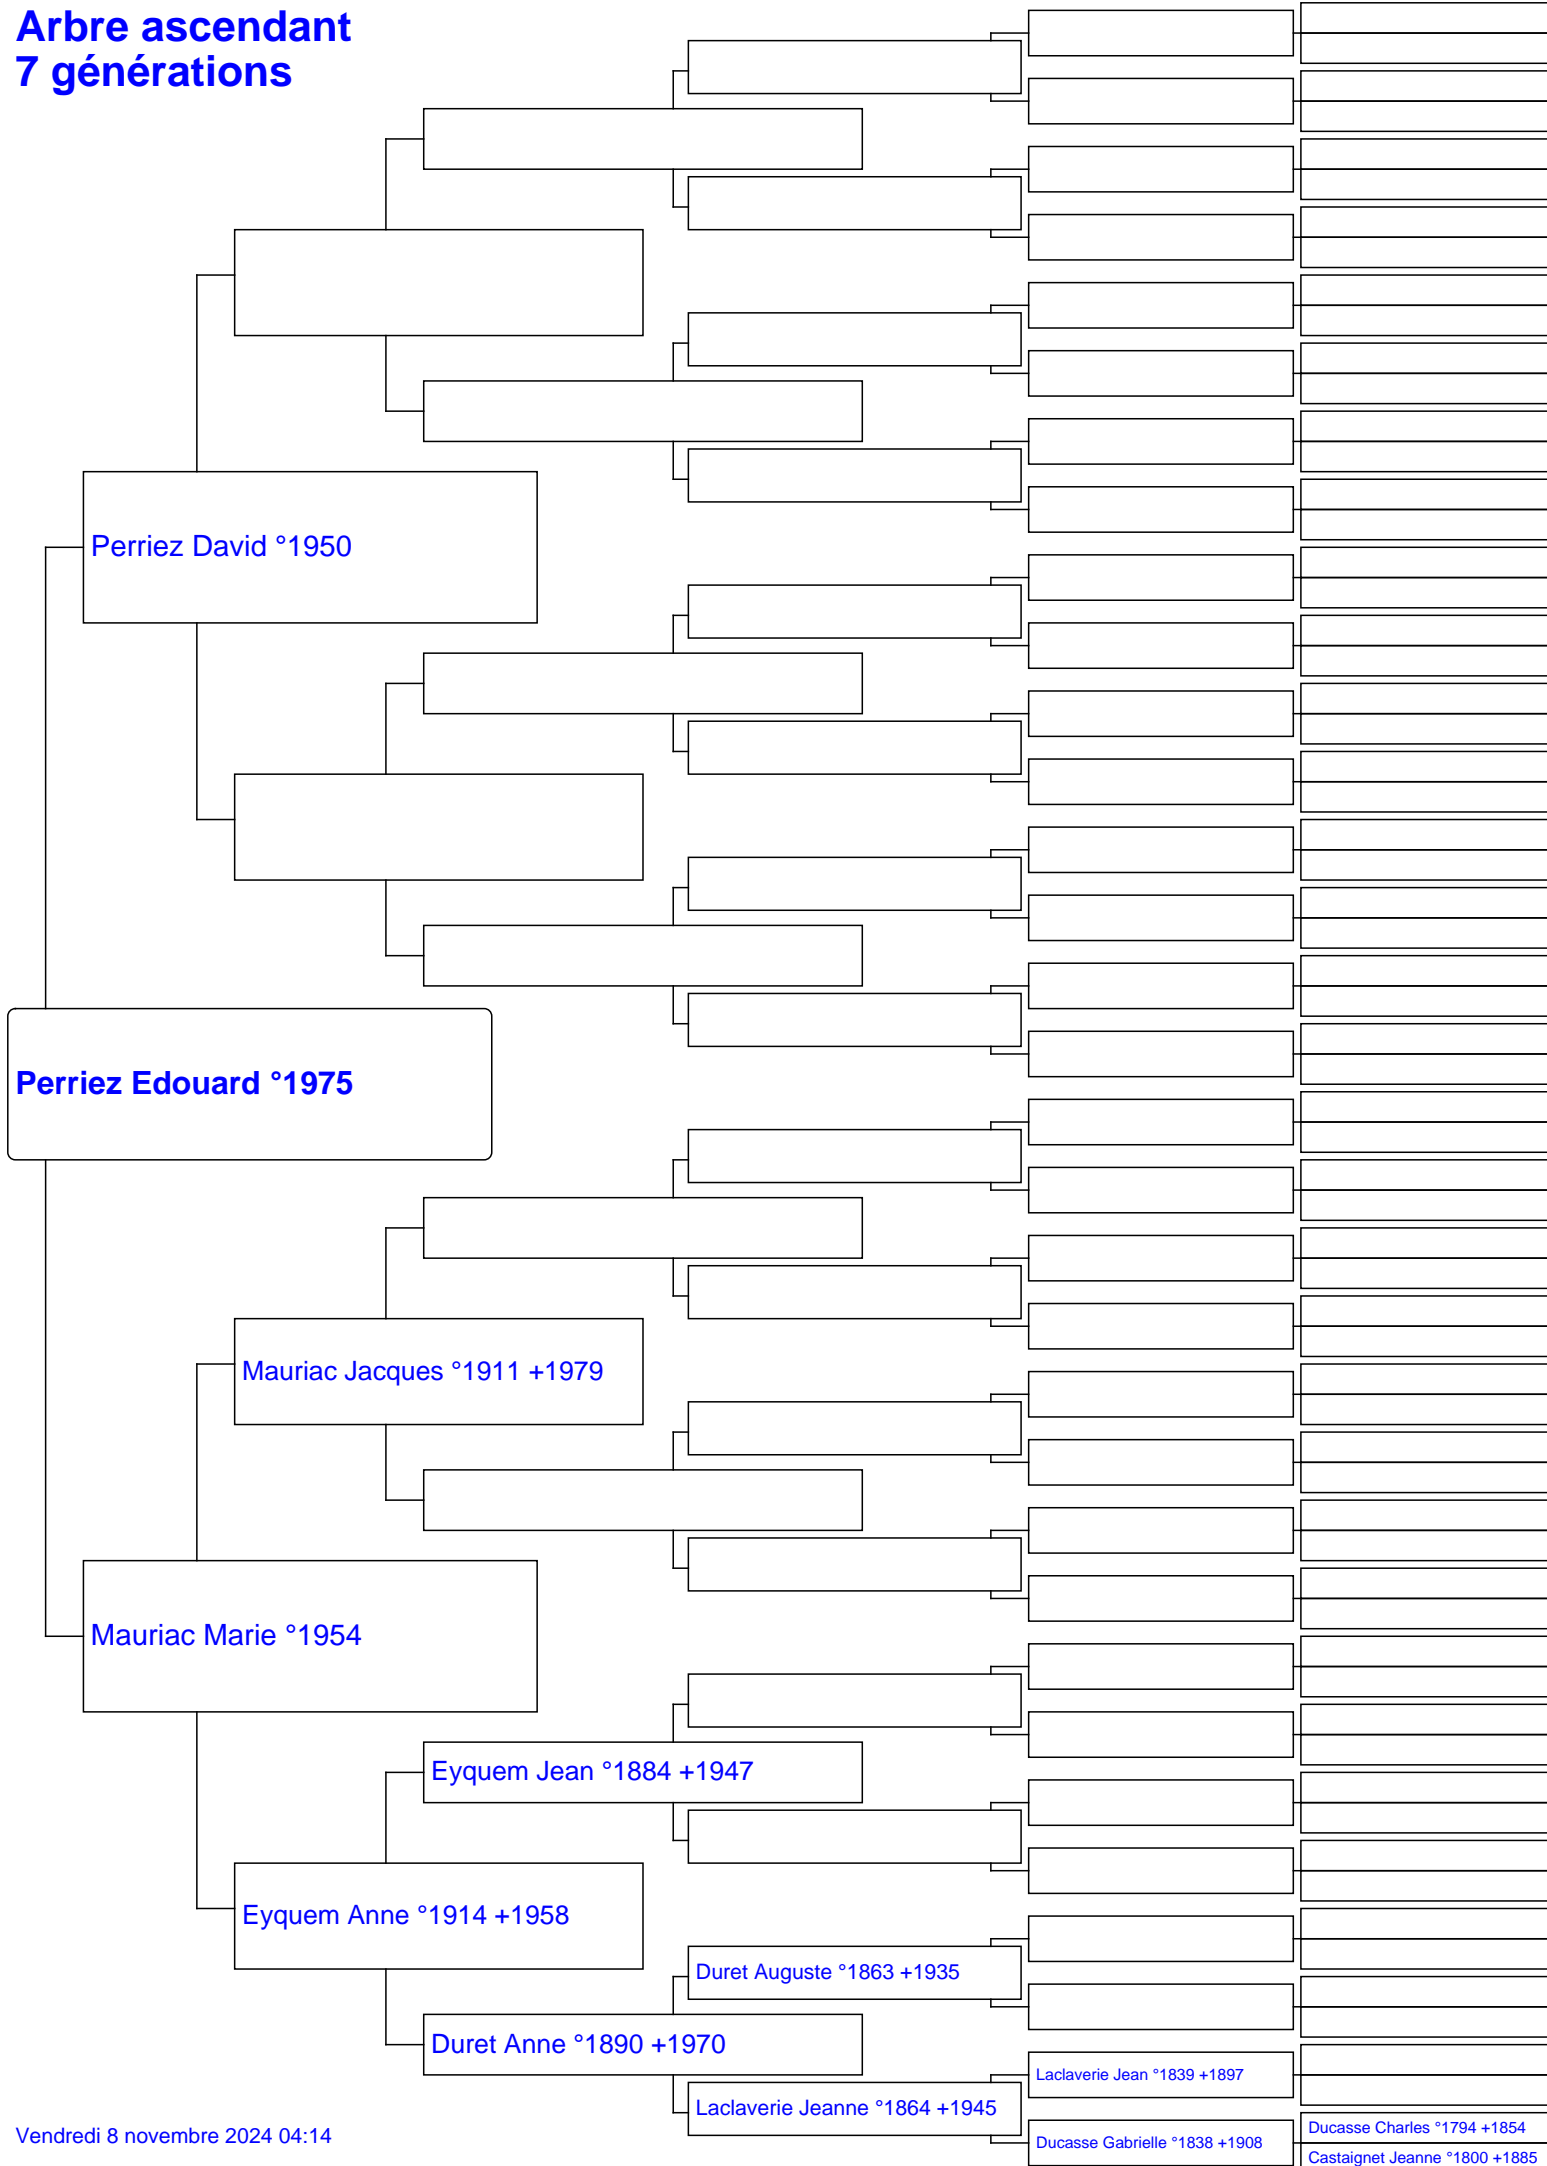 Arbre ascendant
7 générations
Perriez David °1950
Perriez Edouard °1975
Mauriac Jacques °1911 +1979
Mauriac Marie °1954
Eyquem Jean °1884 +1947
Eyquem Anne °1914 +1958
Duret Auguste °1863 +1935
Duret Anne °1890 +1970
Laclaverie Jean °1839 +1897
Laclaverie Jeanne °1864 +1945
Ducasse Charles °1794 +1854
Ducasse Gabrielle °1838 +1908
Castaignet Jeanne °1800 +1885
Vendredi 8 novembre 2024 04:14